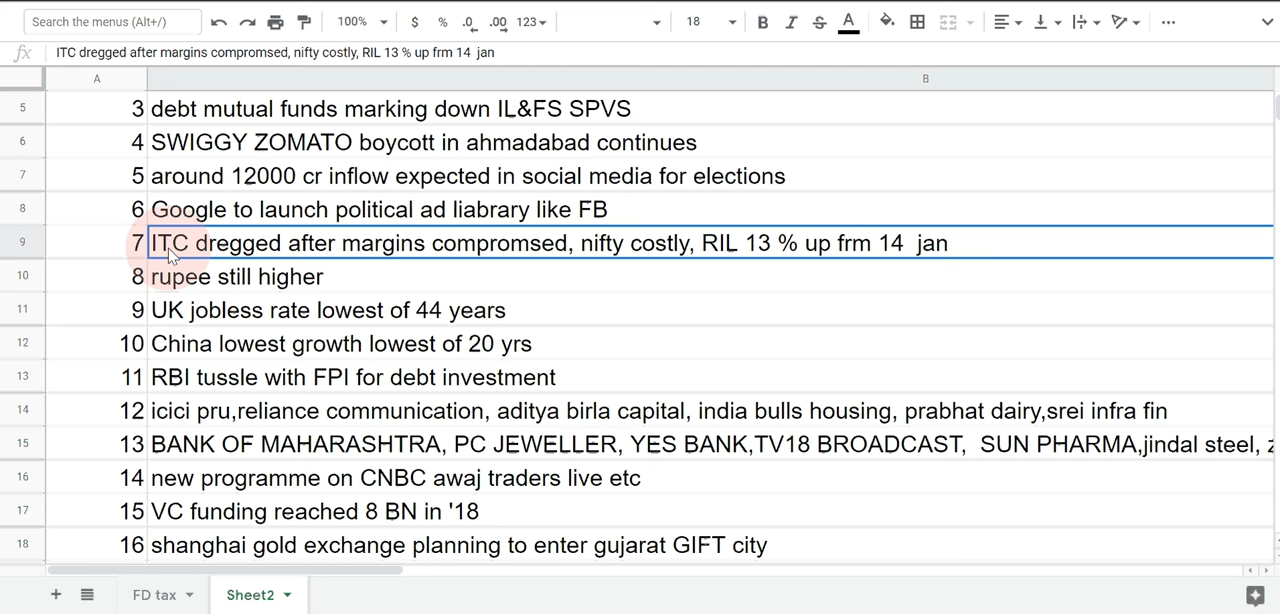 Search the menus (Alt+/) 100% $ % .0 .00 123 18 B I S A
fx ITC dregged after margins compromsed, nifty costly, RIL 13 % up frm 14 jan
A B
5 3 debt mutual funds marking down IL&FS SPVS
6 4 SWIGGY ZOMATO boycott in ahmadabad continues
7 5 around 12000 cr inflow expected in social media for elections
8 6 Google to launch political ad liabrary like FB
9 7 ITC dregged after margins compromsed, nifty costly, RIL 13 % up frm 14 jan
10 8 rupee still higher
11 9 UK jobless rate lowest of 44 years
12 10 China lowest growth lowest of 20 yrs
13 11 RBI tussle with FPI for debt investment
14 12 icici pru,reliance communication, aditya birla capital, india bulls housing, prabhat dairy,srei infra fin
15 13 BANK OF MAHARASHTRA, PC JEWELLER, YES BANK,TV18 BROADCAST, SUN PHARMA,jindal steel,
16 14 new programme on CNBC awaj traders live etc
17 15 VC funding reached 8 BN in '18
18 16 shanghai gold exchange planning to enter gujarat GIFT city
+ FD tax Sheet2